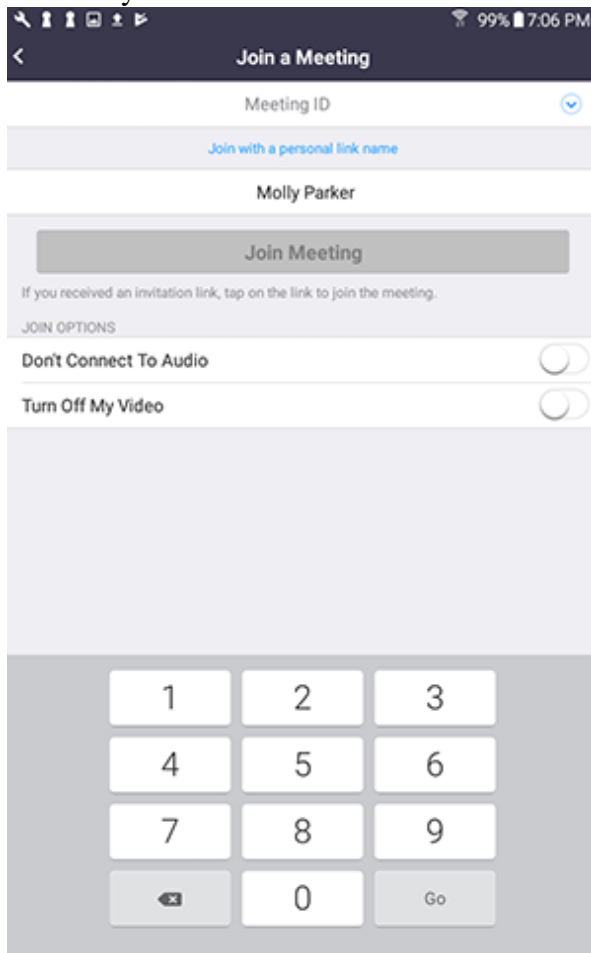 99% 7:06 PM
Join a Meeting
Meeting ID
Join with a personal link name
Molly Parker
Join Meeting
If you received an invitation link, tap on the link to join the meeting.
JOIN OPTIONS
Don't Connect To Audio
Turn Off My Video
1 2 3
4 5 6
7 8 9
0 Go